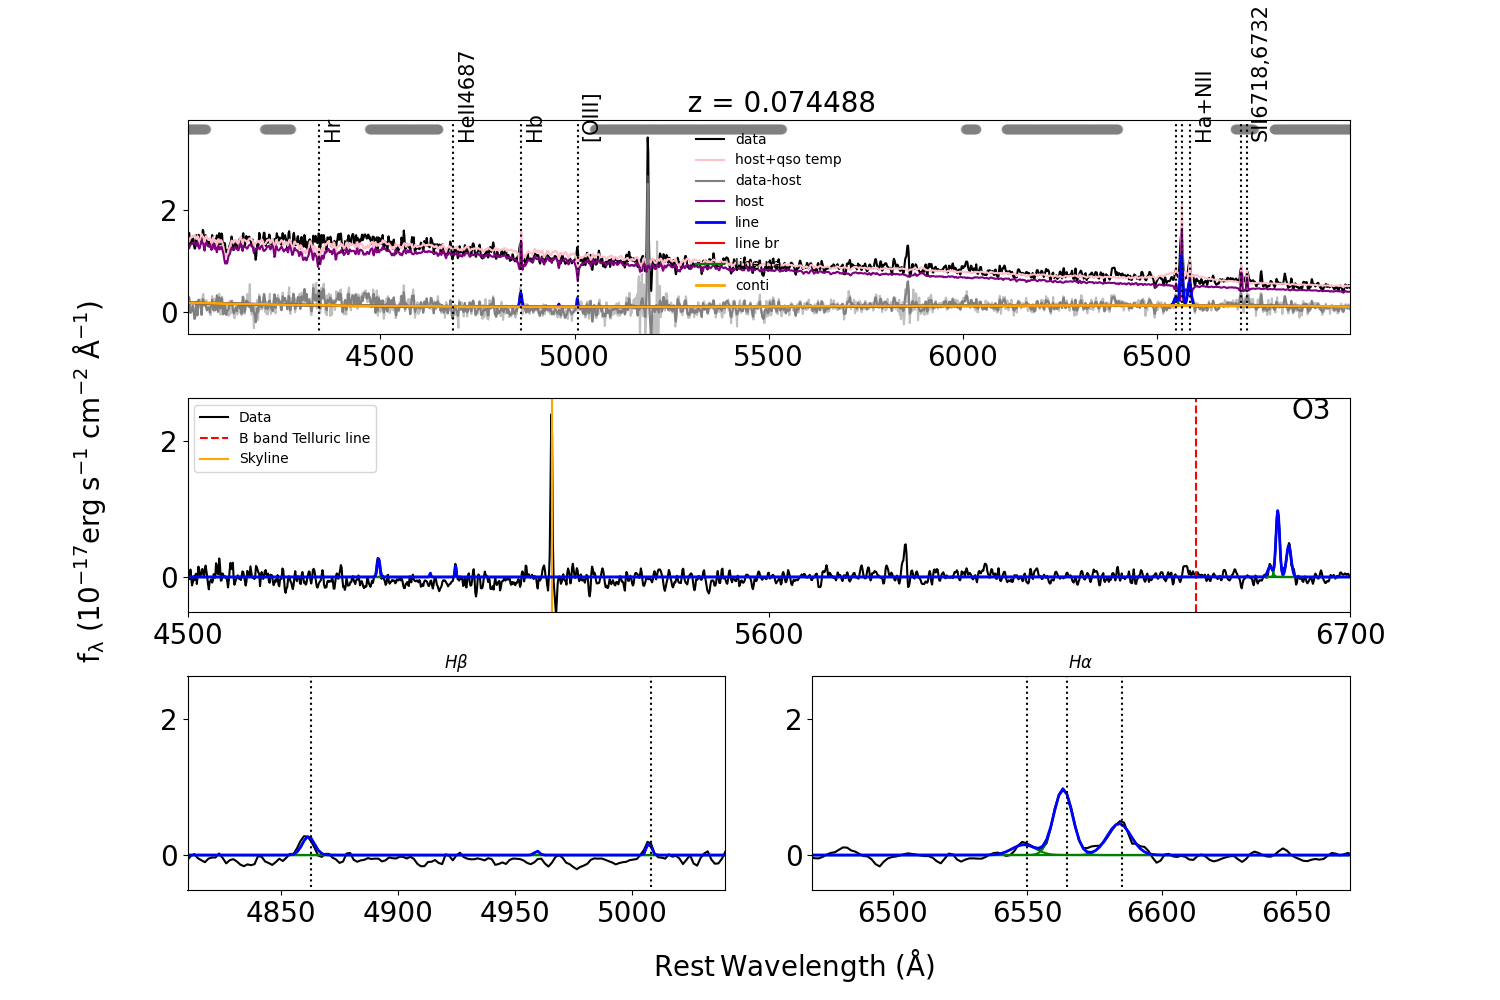 z = 0.074488
Hr
HeII4687
Hb
[OIII]
Ha+NII
SII6718,6732
data
host+qso temp
data-host
host
line
line br
conti
2
0
4500 5000 5500 6000 6500
O3
Data
B band Telluric line
Skyline
2
0
4500 5600 6700
fλ (10⁻¹⁷erg s⁻¹ cm⁻² Å⁻¹)
Hβ
2
0
4850 4900 4950 5000
Hα
2
0
6500 6550 6600 6650
Rest Wavelength (Å)